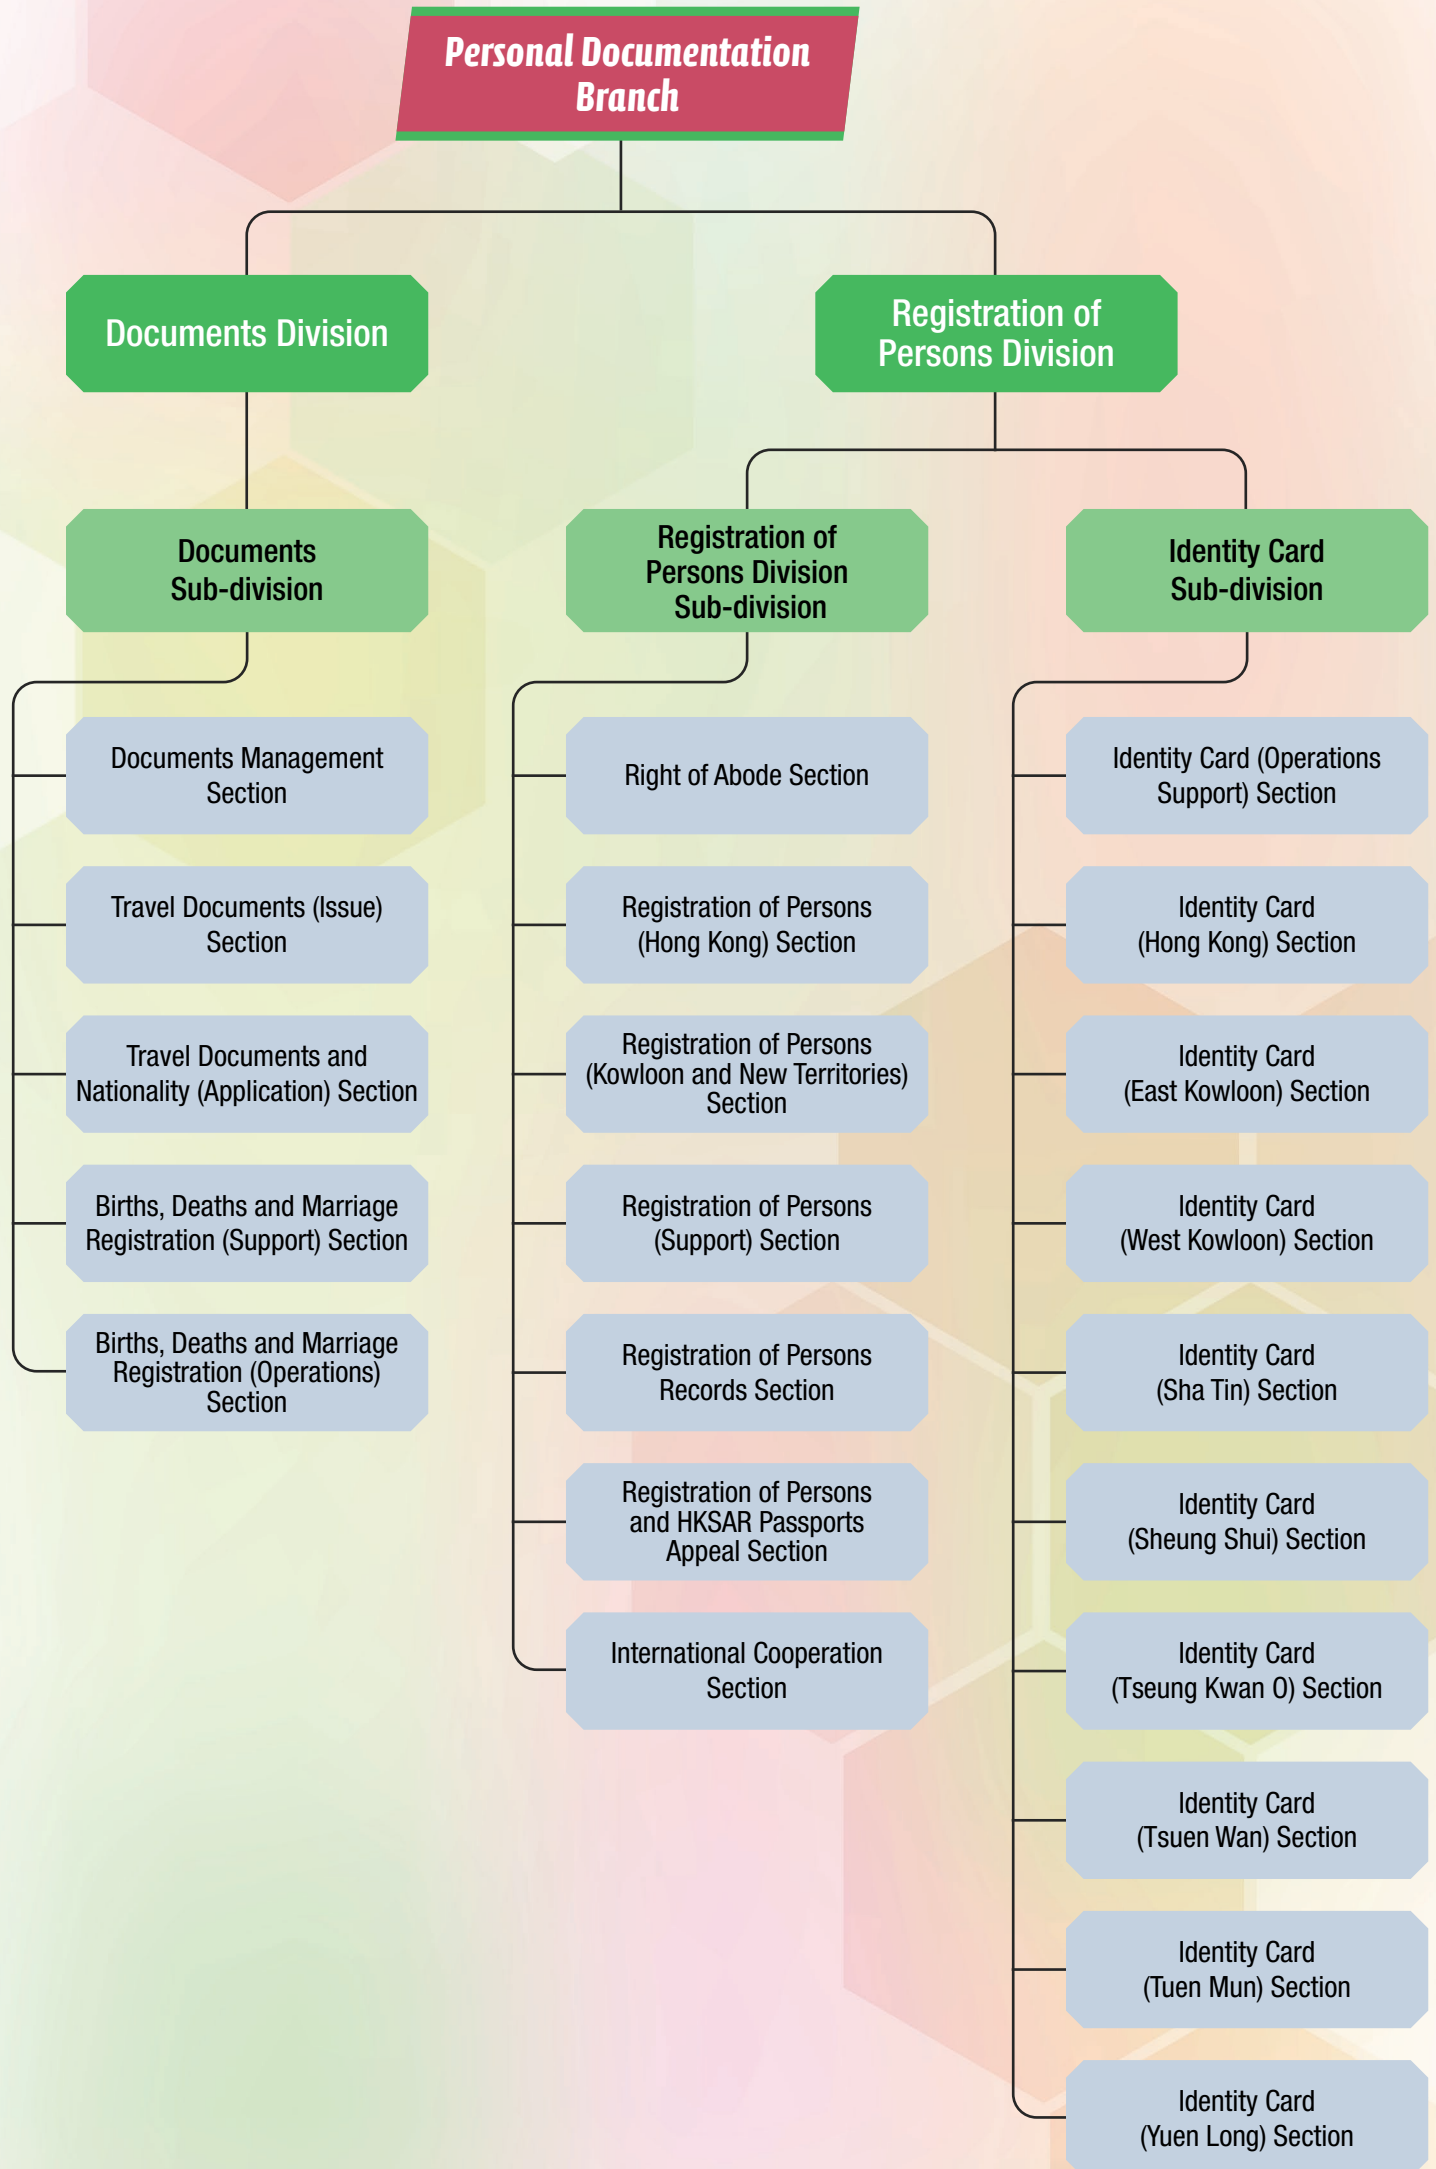 Personal Documentation
Branch
Documents Division
Registration of
Persons Division
Documents
Sub-division
Registration of
Persons Division
Sub-division
Identity Card
Sub-division
Documents Management
Section
Travel Documents (Issue)
Section
Travel Documents and
Nationality (Application) Section
Births, Deaths and Marriage
Registration (Support) Section
Births, Deaths and Marriage
Registration (Operations)
Section
Right of Abode Section
Registration of Persons
(Hong Kong) Section
Registration of Persons
(Kowloon and New Territories)
Section
Registration of Persons
(Support) Section
Registration of Persons
Records Section
Registration of Persons
and HKSAR Passports
Appeal Section
International Cooperation
Section
Identity Card (Operations
Support) Section
Identity Card
(Hong Kong) Section
Identity Card
(East Kowloon) Section
Identity Card
(West Kowloon) Section
Identity Card
(Sha Tin) Section
Identity Card
(Sheung Shui) Section
Identity Card
(Tseung Kwan O) Section
Identity Card
(Tsuen Wan) Section
Identity Card
(Tuen Mun) Section
Identity Card
(Yuen Long) Section